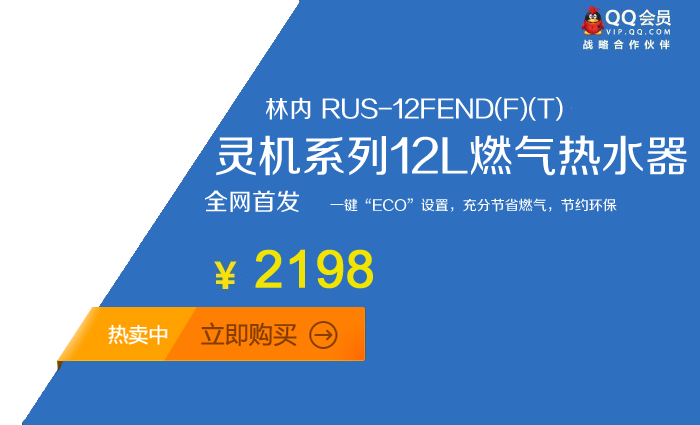 QQ会员
VIP.QQ.COM
战略合作伙伴
林内 RUS-12FEND(F)(T)
灵机系列12L燃气热水器
全网首发 一键“ECO”设置，充分节省燃气，节约环保
¥ 2198
热卖中 立即购买